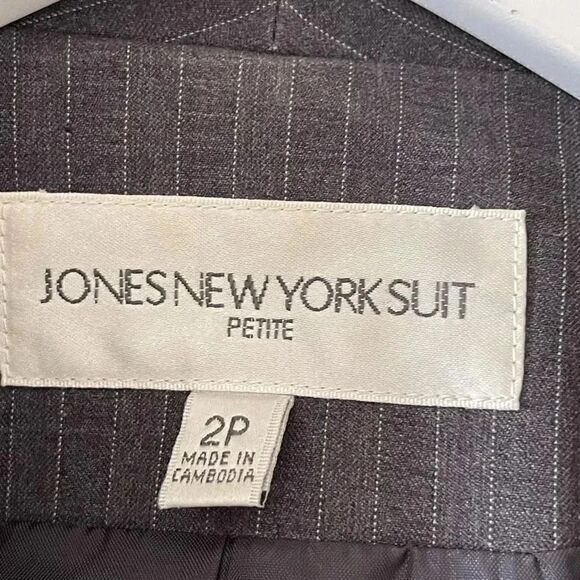 JONES NEW YORK SUIT
PETITE
2P
MADE IN
CAMBODIA